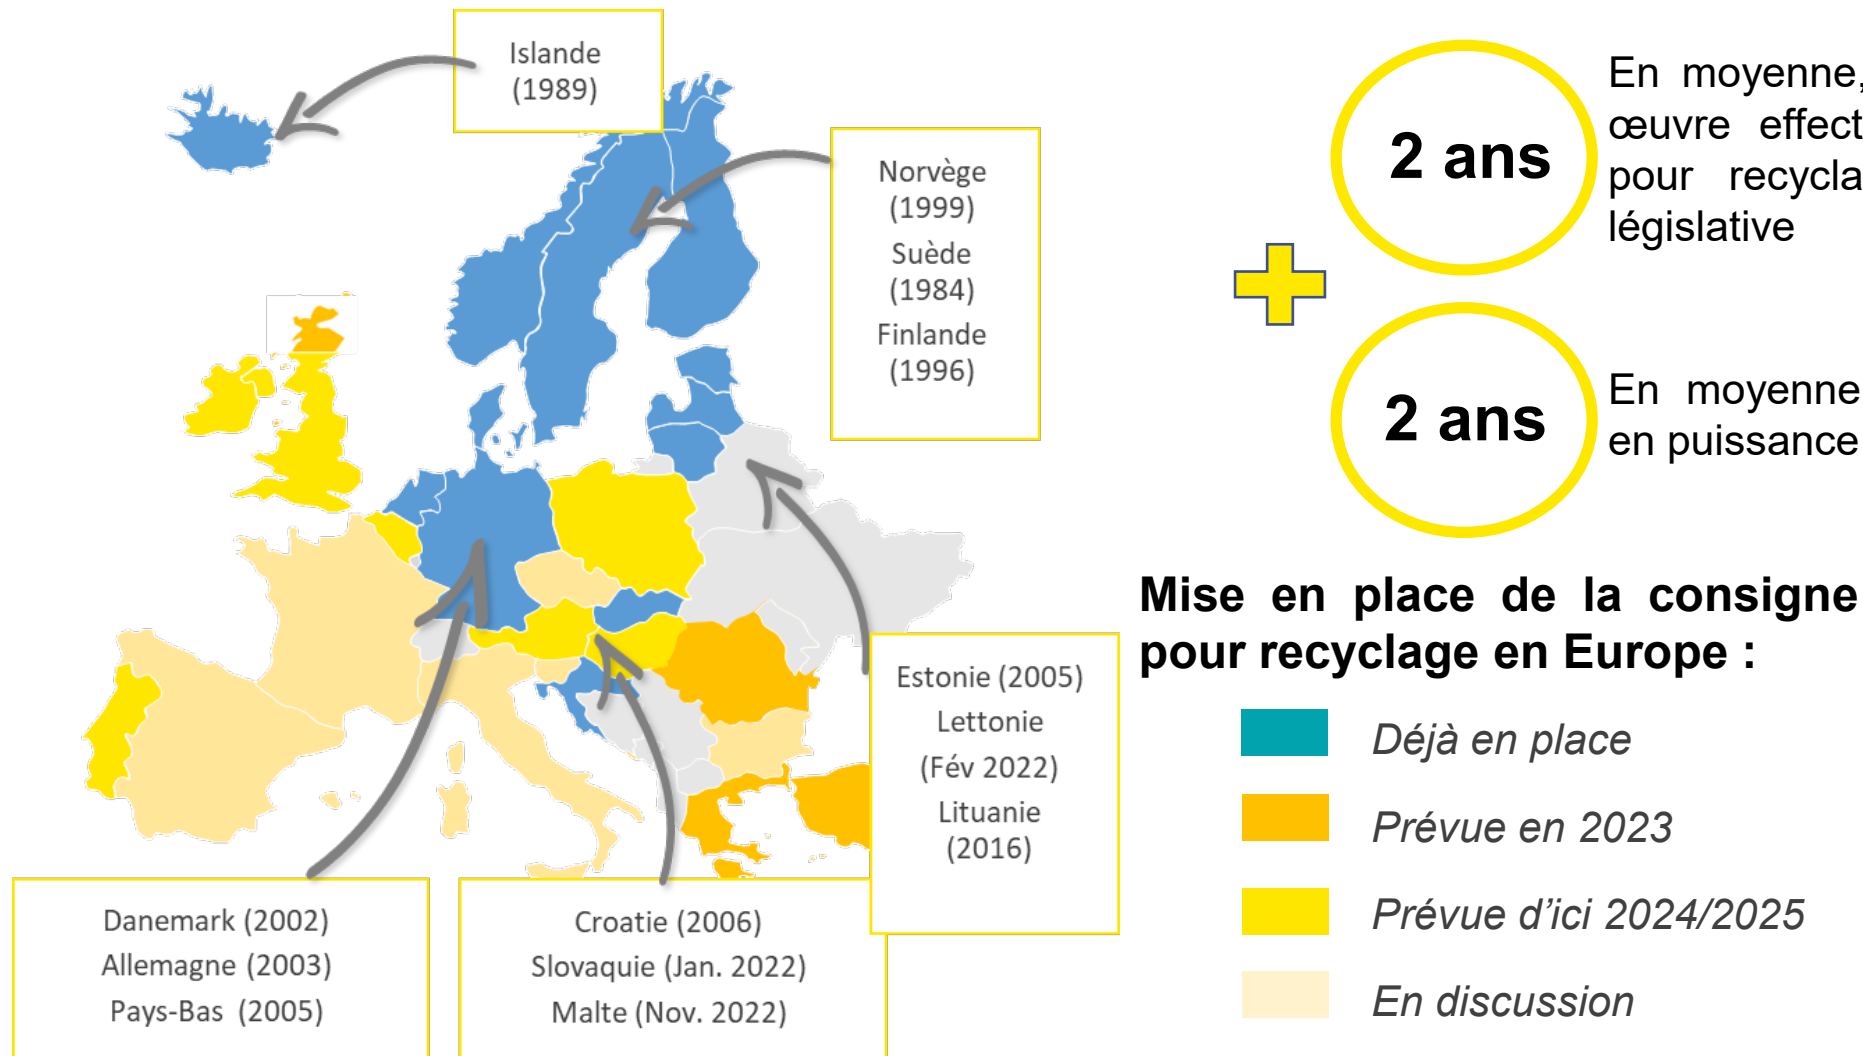 Islande
(1989)
Norvège
(1999)
Suède
(1984)
Finlande
(1996)
Estonie (2005)
Lettonie
(Fév 2022)
Lituanie
(2016)
Danemark (2002)
Allemagne (2003)
Pays-Bas (2005)
Croatie (2006)
Slovaquie (Jan. 2022)
Malte (Nov. 2022)
2 ans
En moyenne,
œuvre effect
pour recycla
législative
2 ans
En moyenne
en puissance
Mise en place de la consigne
pour recyclage en Europe :
Déjà en place
Prévue en 2023
Prévue d’ici 2024/2025
En discussion